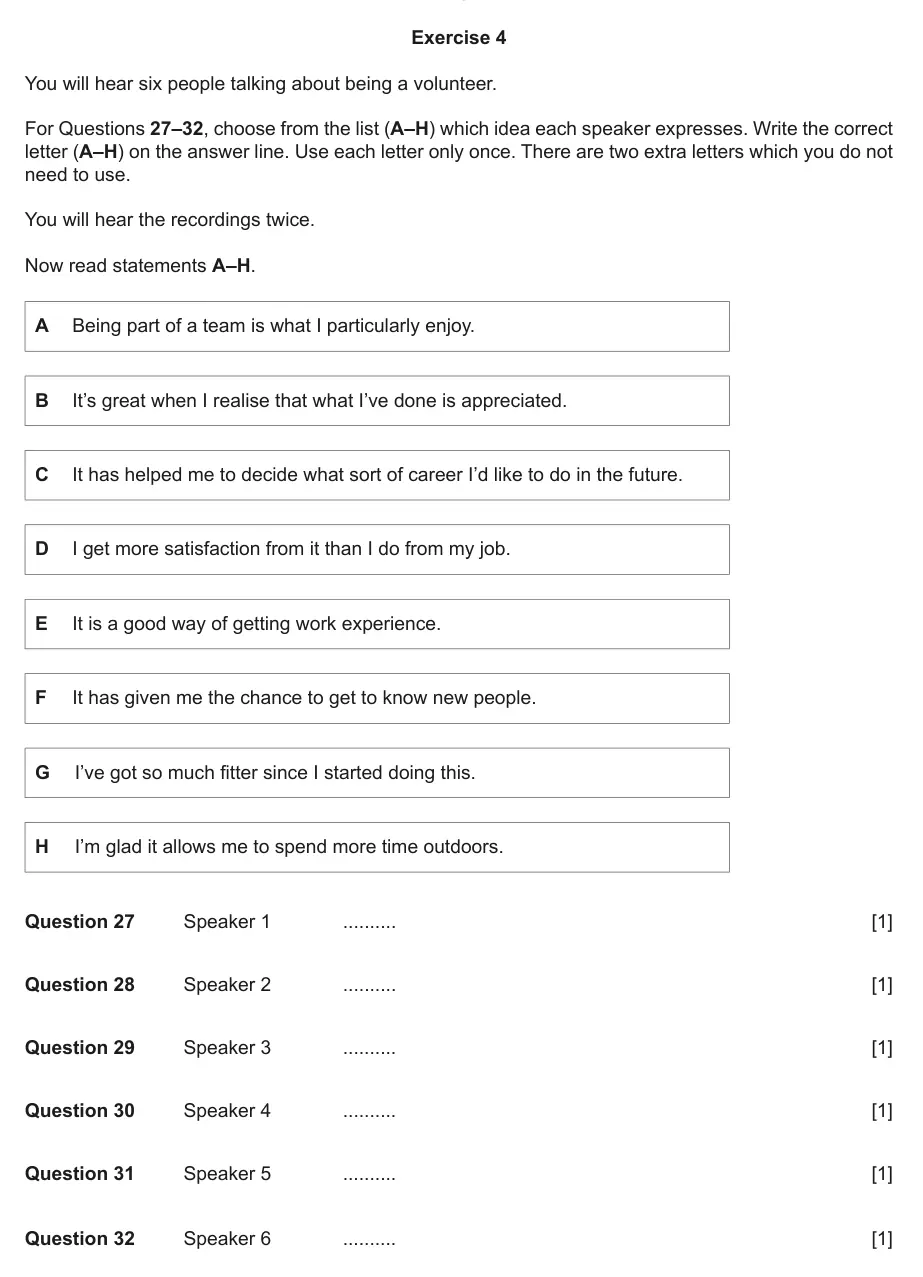 Exercise 4
You will hear six people talking about being a volunteer.
For Questions 27–32, choose from the list (A–H) which idea each speaker expresses. Write the correct
letter (A–H) on the answer line. Use each letter only once. There are two extra letters which you do not
need to use.
You will hear the recordings twice.
Now read statements A–H.
A Being part of a team is what I particularly enjoy.
B It’s great when I realise that what I’ve done is appreciated.
C It has helped me to decide what sort of career I’d like to do in the future.
D I get more satisfaction from it than I do from my job.
E It is a good way of getting work experience.
F It has given me the chance to get to know new people.
G I’ve got so much fitter since I started doing this.
H I’m glad it allows me to spend more time outdoors.
Question 27 Speaker 1 .......... [1]
Question 28 Speaker 2 .......... [1]
Question 29 Speaker 3 .......... [1]
Question 30 Speaker 4 .......... [1]
Question 31 Speaker 5 .......... [1]
Question 32 Speaker 6 .......... [1]